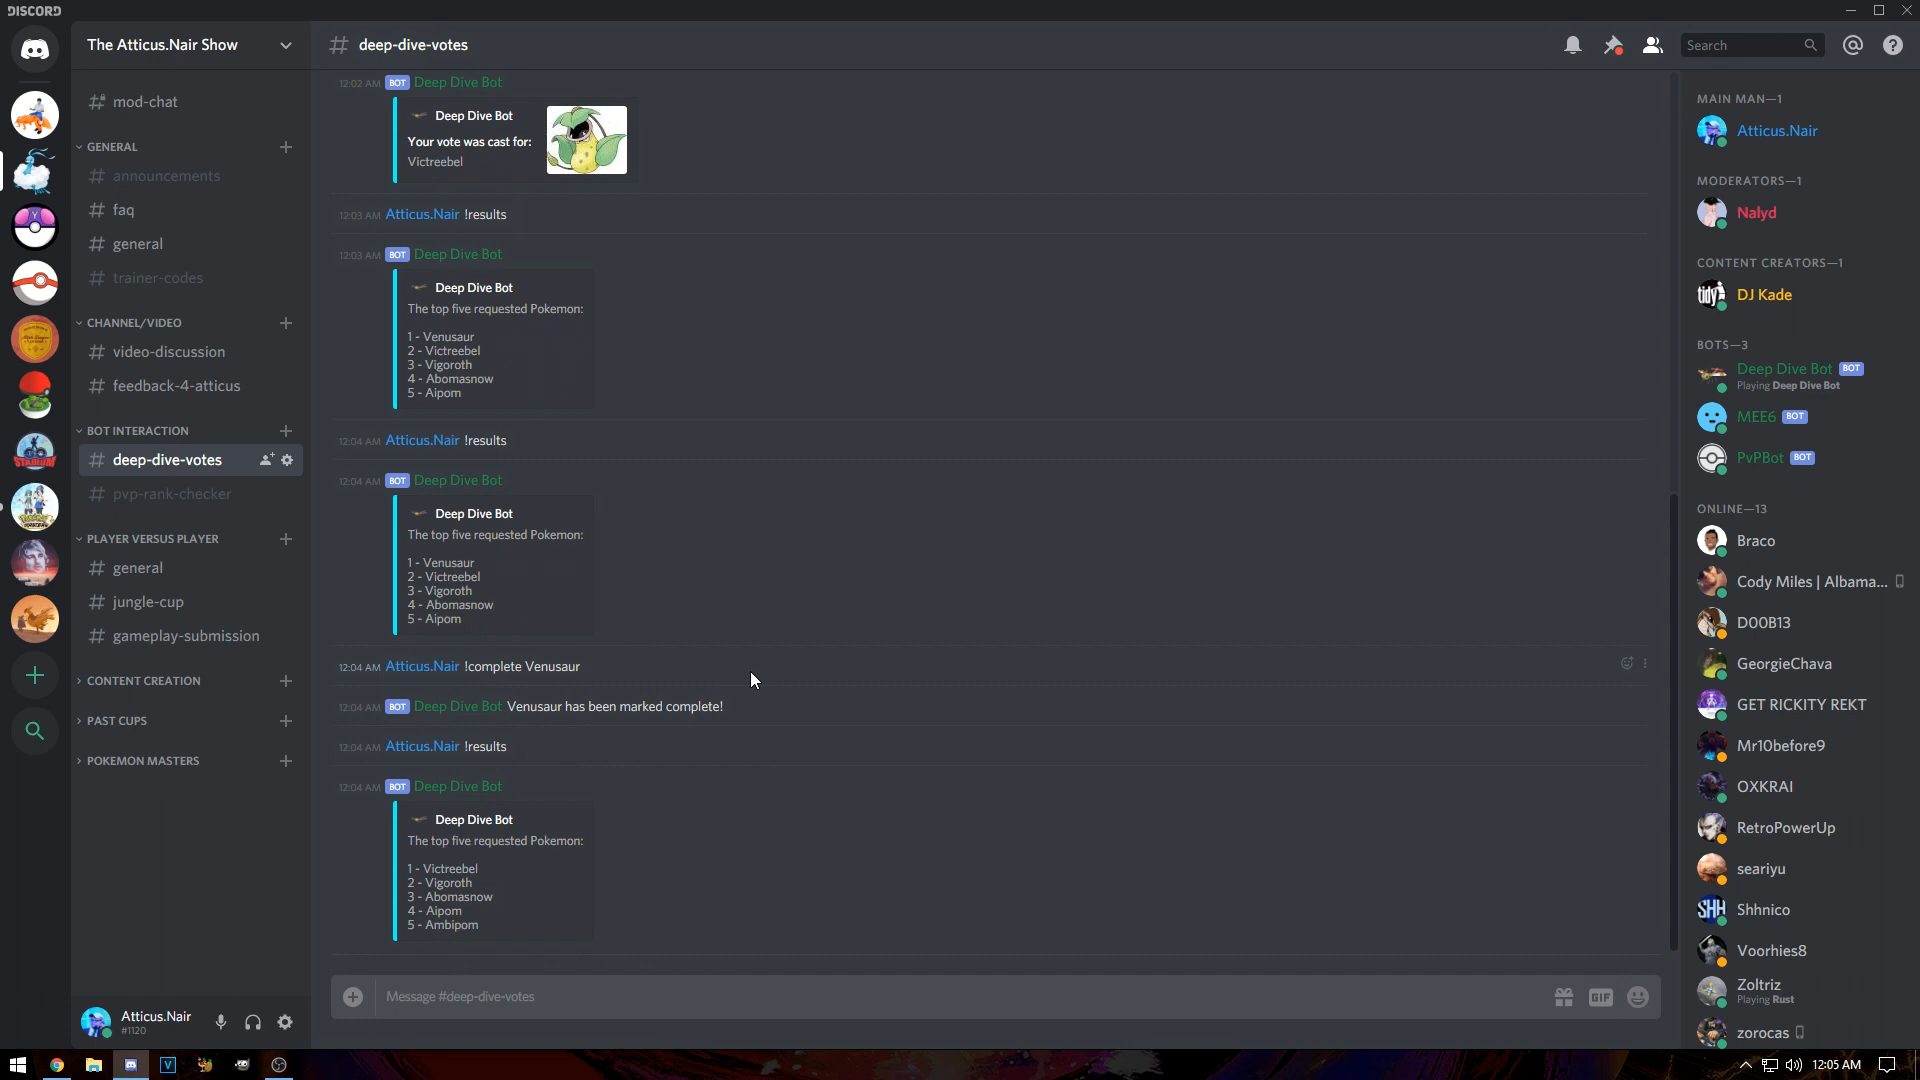 DISCORD
The Atticus.Nair Show
mod-chat
GENERAL
announcements
faq
general
trainer-codes
CHANNEL/VIDEO
video-discussion
feedback-4-atticus
BOT INTERACTION
deep-dive-votes
pvp-rank-checker
PLAYER VERSUS PLAYER
general
jungle-cup
gameplay-submission
CONTENT CREATION
PAST CUPS
POKEMON MASTERS
Atticus.Nair
#1120
deep-dive-votes
Search
12:02 AM BOT Deep Dive Bot
Deep Dive Bot
Your vote was cast for:
Victreebel
12:03 AM Atticus.Nair !results
12:03 AM BOT Deep Dive Bot
Deep Dive Bot
The top five requested Pokemon:
1 - Venusaur
2 - Victreebel
3 - Vigoroth
4 - Abomasnow
5 - Aipom
12:04 AM Atticus.Nair !results
12:04 AM BOT Deep Dive Bot
Deep Dive Bot
The top five requested Pokemon:
1 - Venusaur
2 - Victreebel
3 - Vigoroth
4 - Abomasnow
5 - Aipom
12:04 AM Atticus.Nair !complete Venusaur
12:04 AM BOT Deep Dive Bot Venusaur has been marked complete!
12:04 AM Atticus.Nair !results
12:04 AM BOT Deep Dive Bot
Deep Dive Bot
The top five requested Pokemon:
1 - Victreebel
2 - Vigoroth
3 - Abomasnow
4 - Aipom
5 - Ambipom
Message #deep-dive-votes
GIF
MAIN MAN—1
Atticus.Nair
MODERATORS—1
Nalyd
CONTENT CREATORS—1
tidy
DJ Kade
BOTS—3
Deep Dive Bot BOT
Playing Deep Dive Bot
MEE6 BOT
PvPBot BOT
ONLINE—13
Braco
Cody Miles | Albama...
D00B13
GeorgieChava
GET RICKITY REKT
Mr10before9
OXKRAI
RetroPowerUp
seariyu
SHH
Shhnico
Voorhies8
Zoltriz
Playing Rust
zorocas
STADIUM
12:05 AM